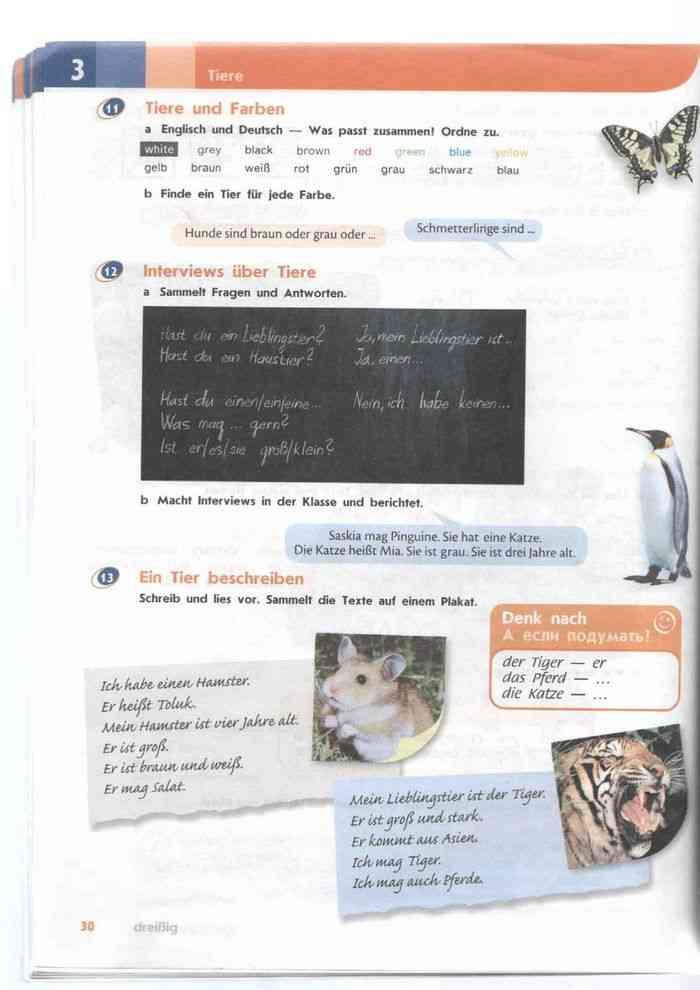 3
Tiere
11 Tiere und Farben
a Englisch und Deutsch — Was passt zusammen! Ordne zu.
white grey black brown red green blue yellow
gelb braun weiß rot grün grau schwarz blau
b Finde ein Tier für jede Farbe.
Hunde sind braun oder grau oder ...
Schmetterlinge sind ...
12 Interviews über Tiere
a Sammelt Fragen und Antworten.
Hast du ein Lieblingster? Ja, mein Lieblingstier ist...
Hast du ein Haustier? Ja, einen...
Hast du einen/ein/eine... Nein, ich habe keinen...
Was mag ... gern?
Ist er/es/sie groß/klein?
b Macht Interviews in der Klasse und berichtet.
Saskia mag Pinguine. Sie hat eine Katze.
Die Katze heißt Mia. Sie ist grau. Sie ist drei Jahre alt.
13 Ein Tier beschreiben
Schreib und lies vor. Sammelt die Texte auf einem Plakat.
Denk nach
А если подумать!
der Tiger — er
das Pferd — ...
die Katze — ...
Ich habe einen Hamster.
Er heißt Toluk.
Mein Hamster ist vier Jahre alt.
Er ist groß.
Er ist braun und weiß.
Er mag Salat.
Mein Lieblingstier ist der Tiger.
Er ist groß und stark.
Er kommt aus Asien.
Ich mag Tiger.
Ich mag auch Pferde.
30 dreißig